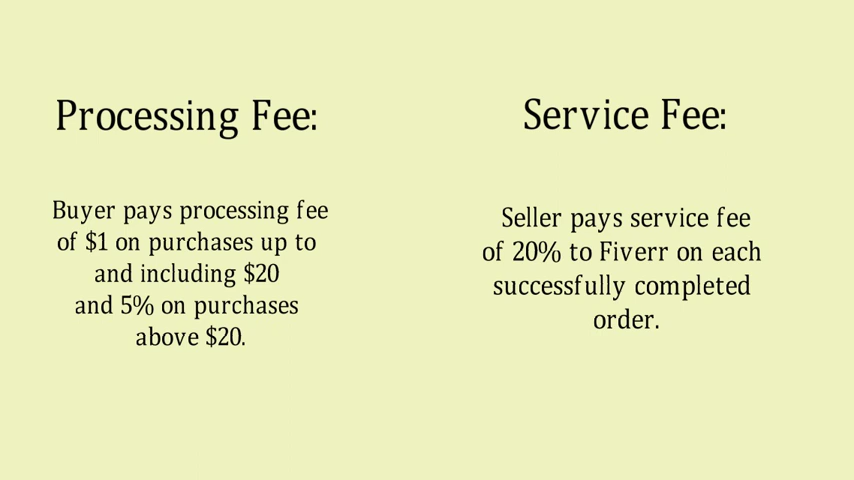 Processing Fee:
Buyer pays processing fee
of $1 on purchases up to
and including $20
and 5% on purchases
above $20.
Service Fee:
Seller pays service fee
of 20% to Fiverr on each
successfully completed
order.